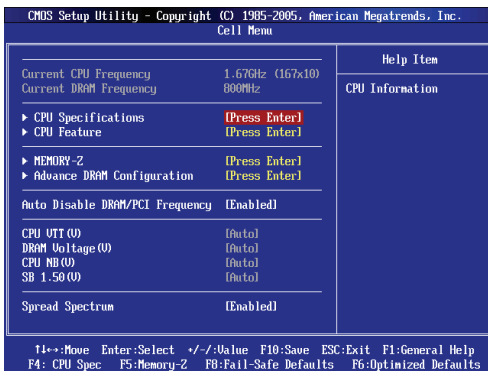 CMOS Setup Utility - Copyright (C) 1985-2005, American Megatrends, Inc.
Cell Menu
Help Item
Current CPU Frequency 1.67GHz (167x10)
Current DRAM Frequency 800MHz
CPU Information
▶ CPU Specifications [Press Enter]
▶ CPU Feature [Press Enter]
▶ MEMORY-Z [Press Enter]
▶ Advance DRAM Configuration [Press Enter]
Auto Disable DRAM/PCI Frequency [Enabled]
CPU VTT(V) [Auto]
DRAM Voltage(V) [Auto]
CPU NB(V) [Auto]
SB 1.50(V) [Auto]
Spread Spectrum [Enabled]
↑↓↔:Move Enter:Select +/-/:Value F10:Save ESC:Exit F1:General Help
F4: CPU Spec F5:Memory-Z F8:Fail-Safe Defaults F6:Optimized Defaults